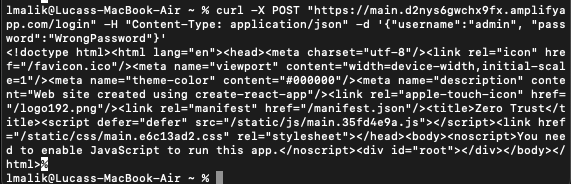 lmalik@Lucass-MacBook-Air ~ % curl -X POST "https://main.d2nys6gwchx9fx.amplifya
pp.com/login" -H "Content-Type: application/json" -d '{"username":"admin", "pass
word":"WrongPassword"}'
<!doctype html><html lang="en"><head><meta charset="utf-8"/><link rel="icon" hre
f="/favicon.ico"/><meta name="viewport" content="width=device-width,initial-scal
e=1"/><meta name="theme-color" content="#000000"/><meta name="description" conte
nt="Web site created using create-react-app"/><link rel="apple-touch-icon" href=
"/logo192.png"/><link rel="manifest" href="/manifest.json"/><title>Zero Trust</t
itle><script defer="defer" src="/static/js/main.35fd4e9a.js"></script><link href
="/static/css/main.e6c13ad2.css" rel="stylesheet"></head><body><noscript>You nee
d to enable JavaScript to run this app.</noscript><div id="root"></div></body></
html>%
lmalik@Lucass-MacBook-Air ~ %